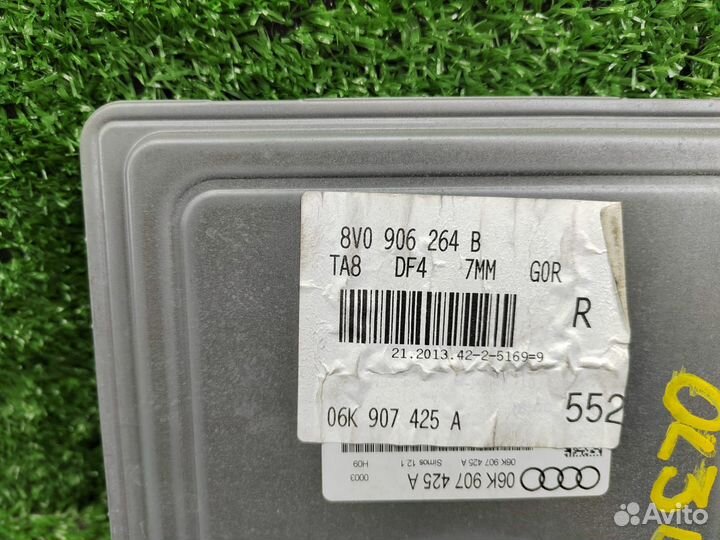 8V0 906 264 B
TA8 DF4 7MM G0R
R
21.2013.42-2-5169=9
06K 907 425 A
552
06K 907 425 A
0003
06K 907 425 A
Simos 12.1
H09
Avito